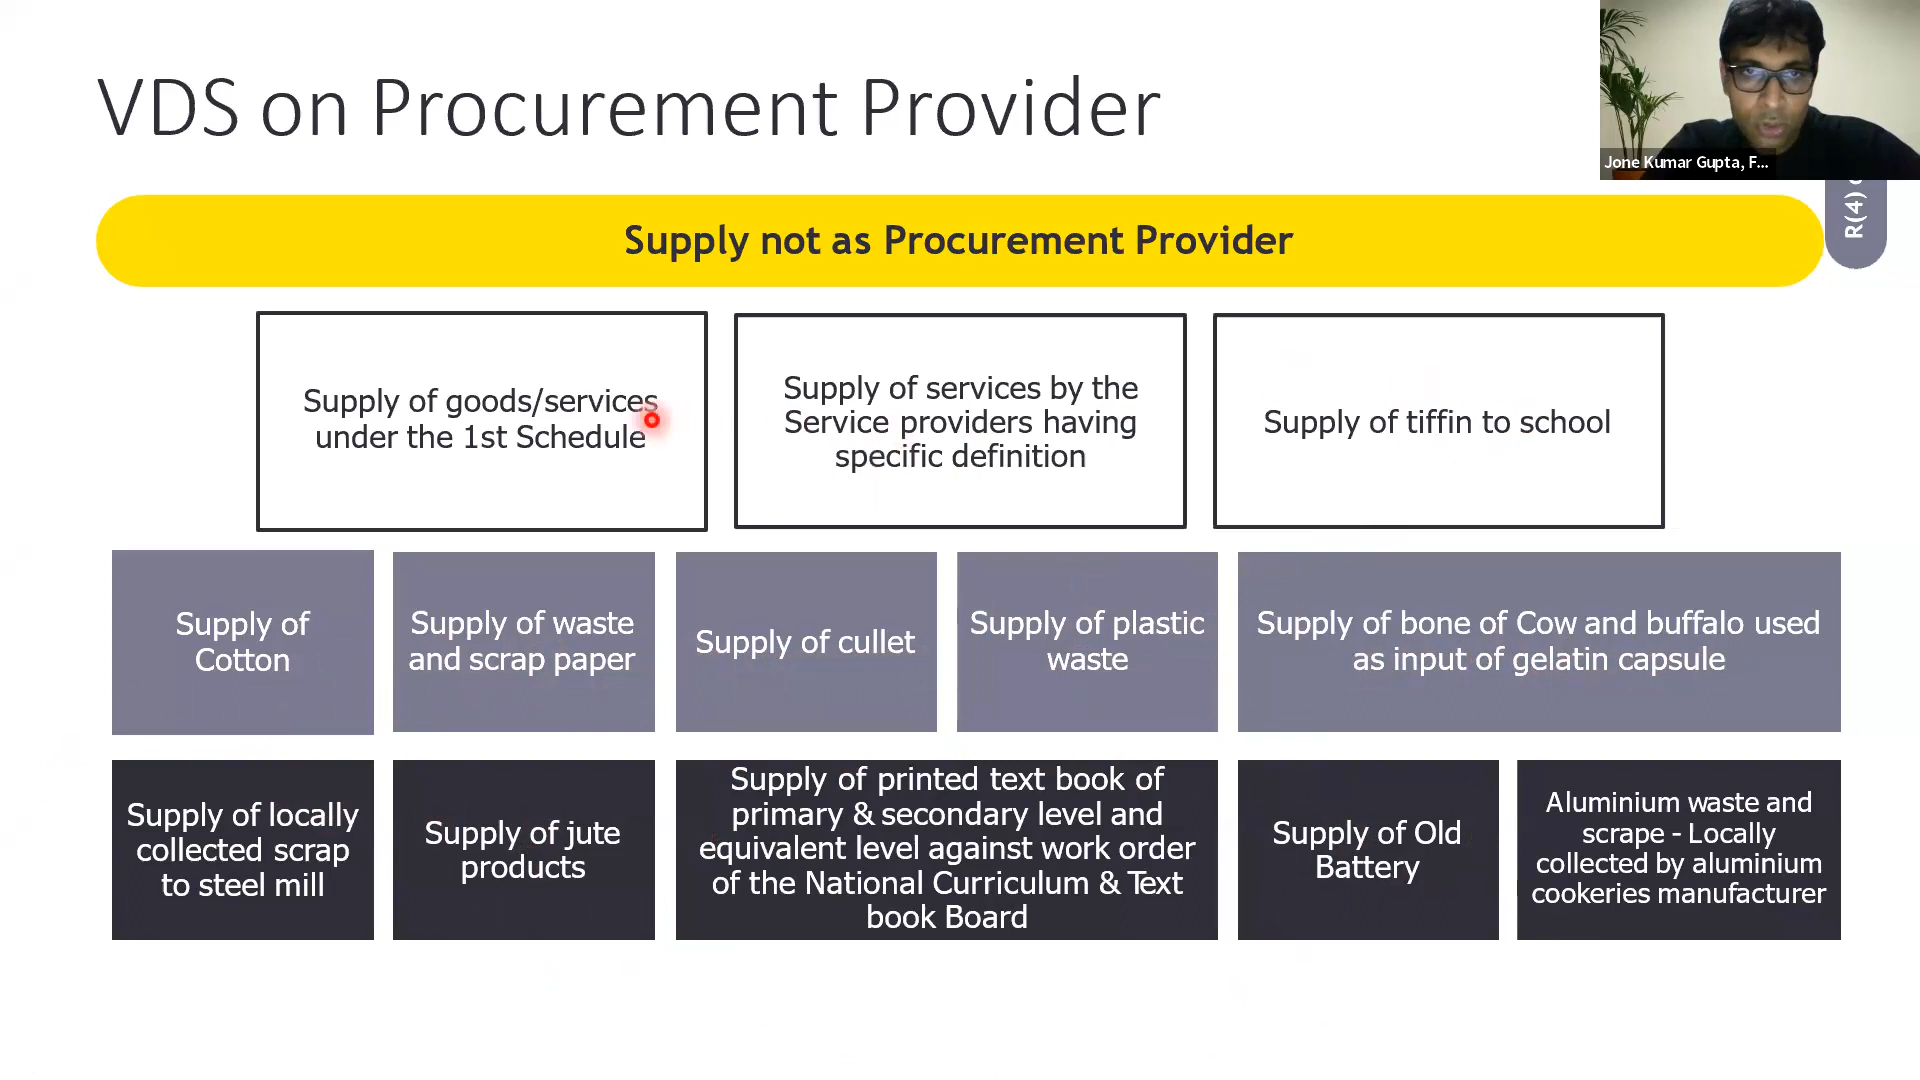 VDS on Procurement Provider
Jone Kumar Gupta, F...
R(4)
Supply not as Procurement Provider
Supply of goods/services
under the 1st Schedule
Supply of services by the
Service providers having
specific definition
Supply of tiffin to school
Supply of
Cotton
Supply of waste
and scrap paper
Supply of cullet
Supply of plastic
waste
Supply of bone of Cow and buffalo used
as input of gelatin capsule
Supply of locally
collected scrap
to steel mill
Supply of jute
products
Supply of printed text book of
primary & secondary level and
equivalent level against work order
of the National Curriculum & Text
book Board
Supply of Old
Battery
Aluminium waste and
scrape - Locally
collected by aluminium
cookeries manufacturer